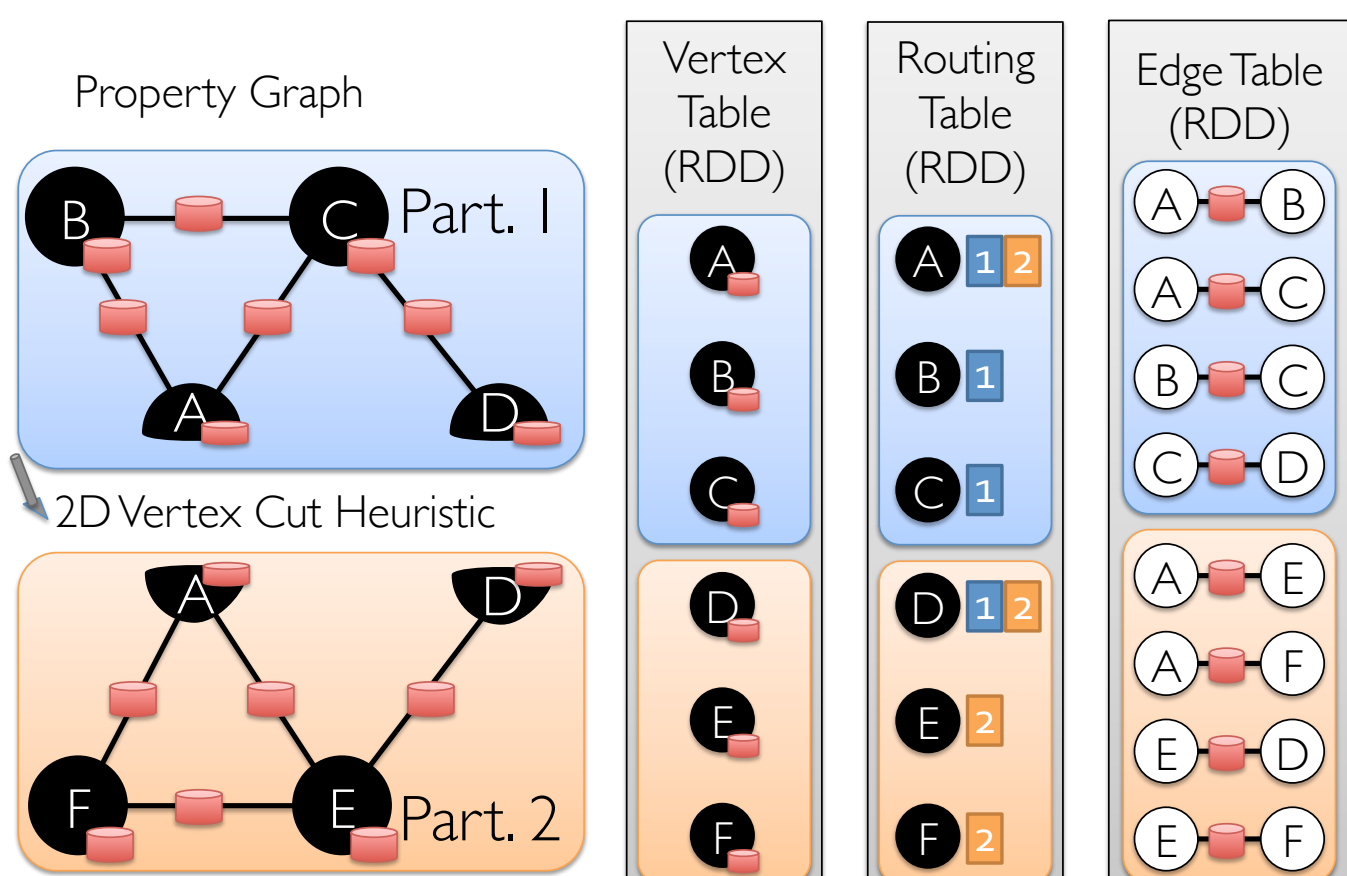 Property Graph
B
C
Part. 1
A
D
2D Vertex Cut Heuristic
A
D
F
E
Part. 2
Vertex
Table
(RDD)
A
B
C
D
E
F
Routing
Table
(RDD)
A 1 2
B 1
C 1
D 1 2
E 2
F 2
Edge Table
(RDD)
A B
A C
B C
C D
A E
A F
E D
E F